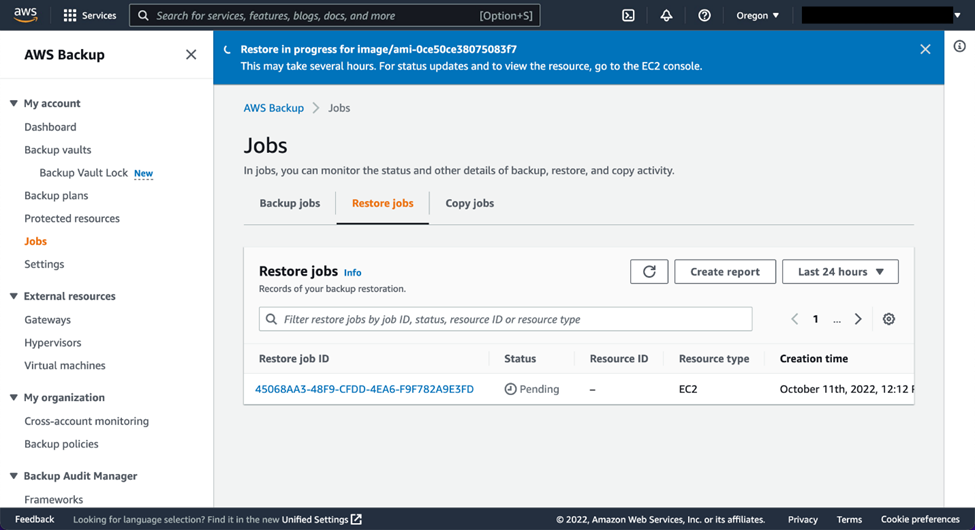 aws
Services
Search for services, features, blogs, docs, and more
[Option+S]
Oregon
AWS Backup
My account
Dashboard
Backup vaults
Backup Vault Lock New
Backup plans
Protected resources
Jobs
Settings
External resources
Gateways
Hypervisors
Virtual machines
My organization
Cross-account monitoring
Backup policies
Backup Audit Manager
Frameworks
Restore in progress for image/ami-0ce50ce38075083f7
This may take several hours. For status updates and to view the resource, go to the EC2 console.
AWS Backup > Jobs
Jobs
In jobs, you can monitor the status and other details of backup, restore, and copy activity.
Backup jobs
Restore jobs
Copy jobs
Restore jobs Info
Records of your backup restoration.
Create report
Last 24 hours
Filter restore jobs by job ID, status, resource ID or resource type
1 ...
Restore job ID Status Resource ID Resource type Creation time
45068AA3-48F9-CFDD-4EA6-F9F782A9E3FD Pending – EC2 October 11th, 2022, 12:12
Feedback Looking for language selection? Find it in the new Unified Settings © 2022, Amazon Web Services, Inc. or its affiliates. Privacy Terms Cookie preferences